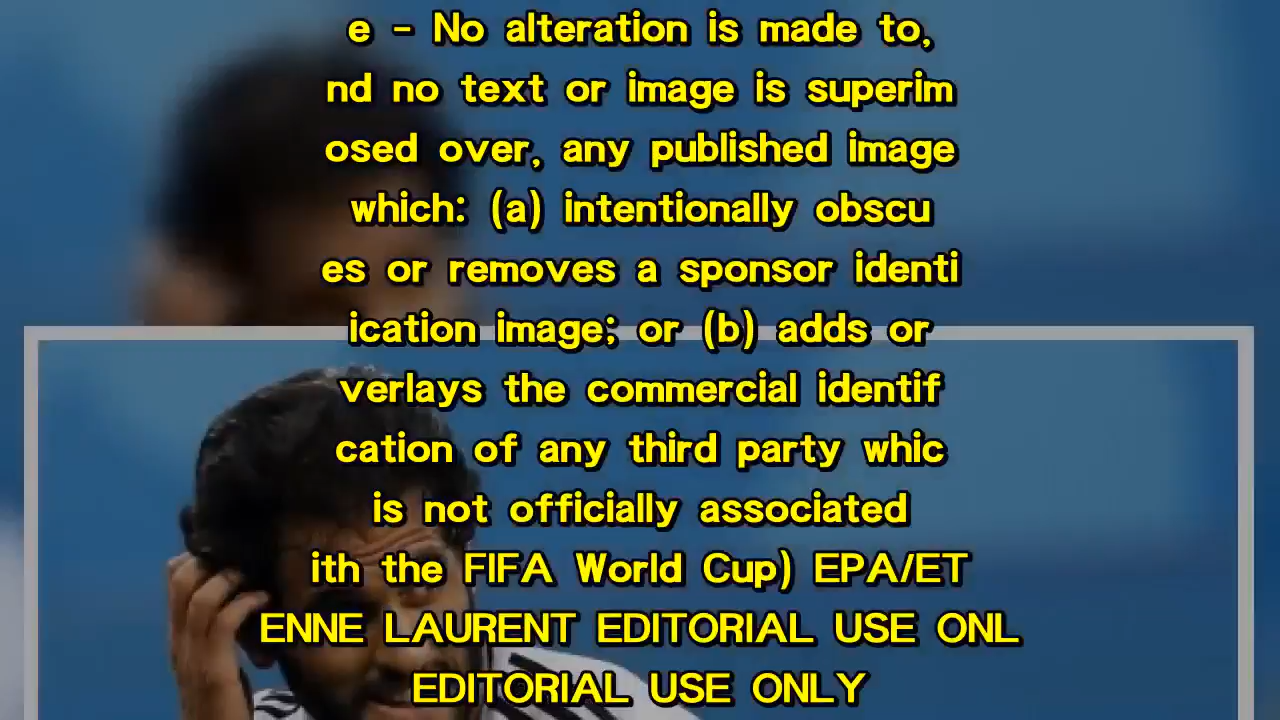 e - No alteration is made to,
nd no text or image is superim
osed over, any published image
which: (a) intentionally obscu
es or removes a sponsor identi
ication image; or (b) adds or
verlays the commercial identif
cation of any third party whic
is not officially associated
ith the FIFA World Cup) EPA/ET
ENNE LAURENT EDITORIAL USE ONL
EDITORIAL USE ONLY